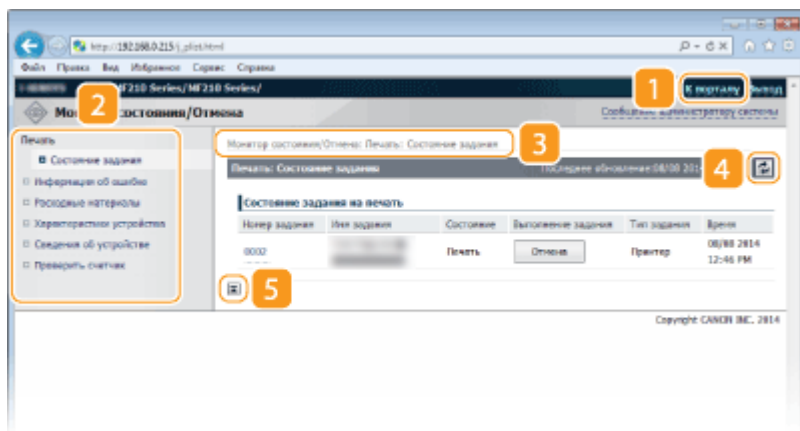 http://192.168.0.215/j_plist.html
Файл Правка Вид Избранное Сервис Справка
MF210 Series/MF210 Series/
К порталу Выход
1
2
состояния/Отмена
Сообщение администратору системы
Печать
Состояние задания
Информация об ошибке
Расходные материалы
Характеристики устройства
Сведения об устройстве
Проверить счетчик
Монитор состояния/Отмена: Печать: Состояние задания
3
Печать: Состояние задания
Последнее обновление:08/08 201
4
Состояние задания на печать
Номер задания Имя задания Состояние Выполнение задания Тип задания Время
0002 Печать Отмена Принтер 08/08 2014
12:46 PM
5
Copyright CANON INC. 2014